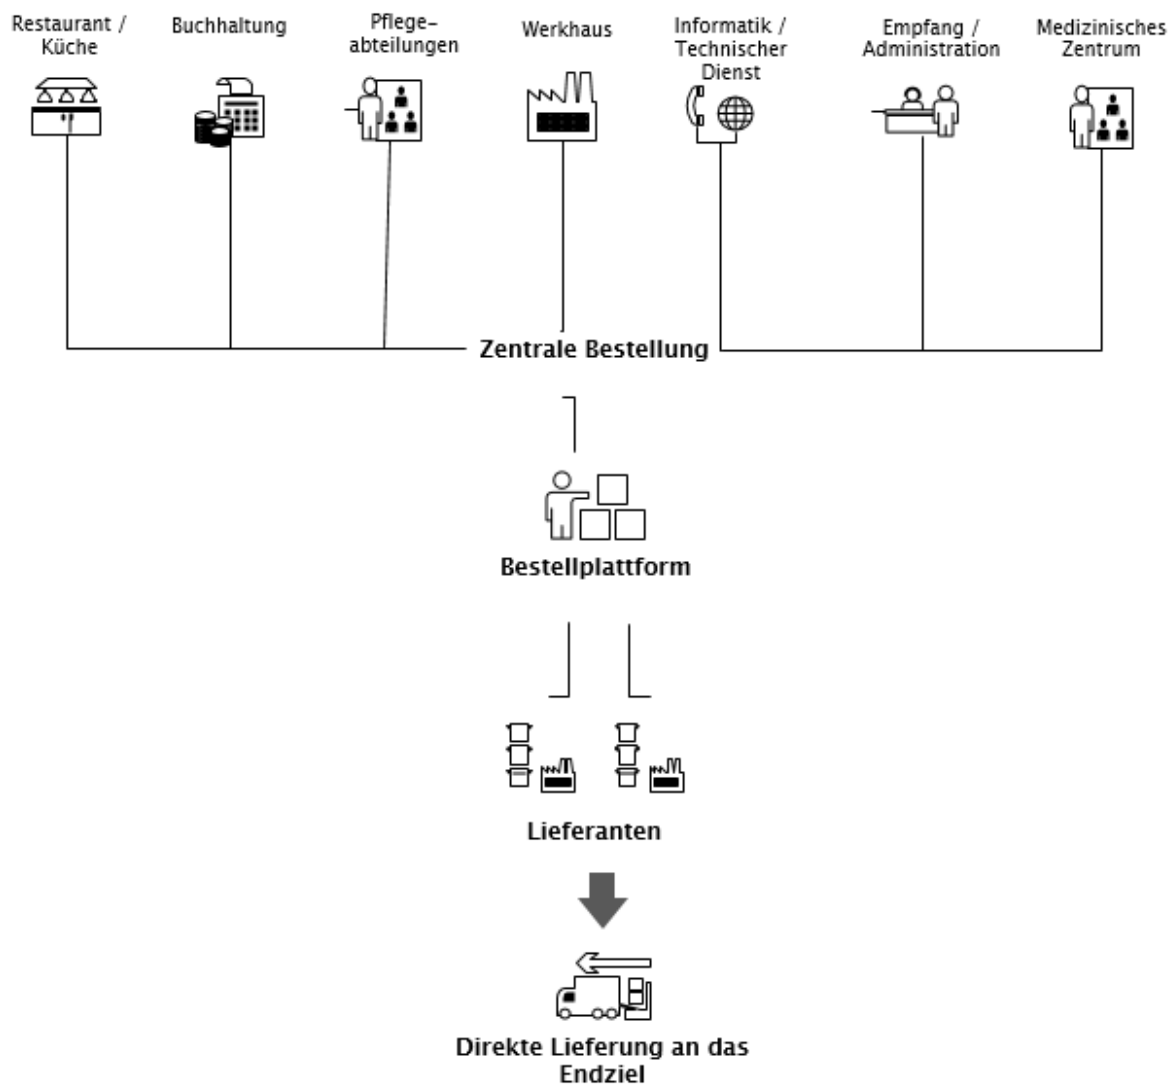 Restaurant /
Küche
Buchhaltung
Pflege-
abteilungen
Werkhaus
Informatik /
Technischer
Dienst
Empfang /
Administration
Medizinisches
Zentrum
Zentrale Bestellung
Bestellplattform
Lieferanten
Direkte Lieferung an das
Endziel